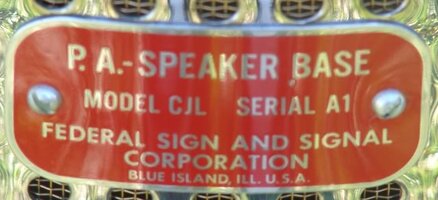 P.A.-SPEAKER BASE
MODEL CJL SERIAL A1
FEDERAL SIGN AND SIGNAL
CORPORATION
BLUE ISLAND, ILL. U.S.A.